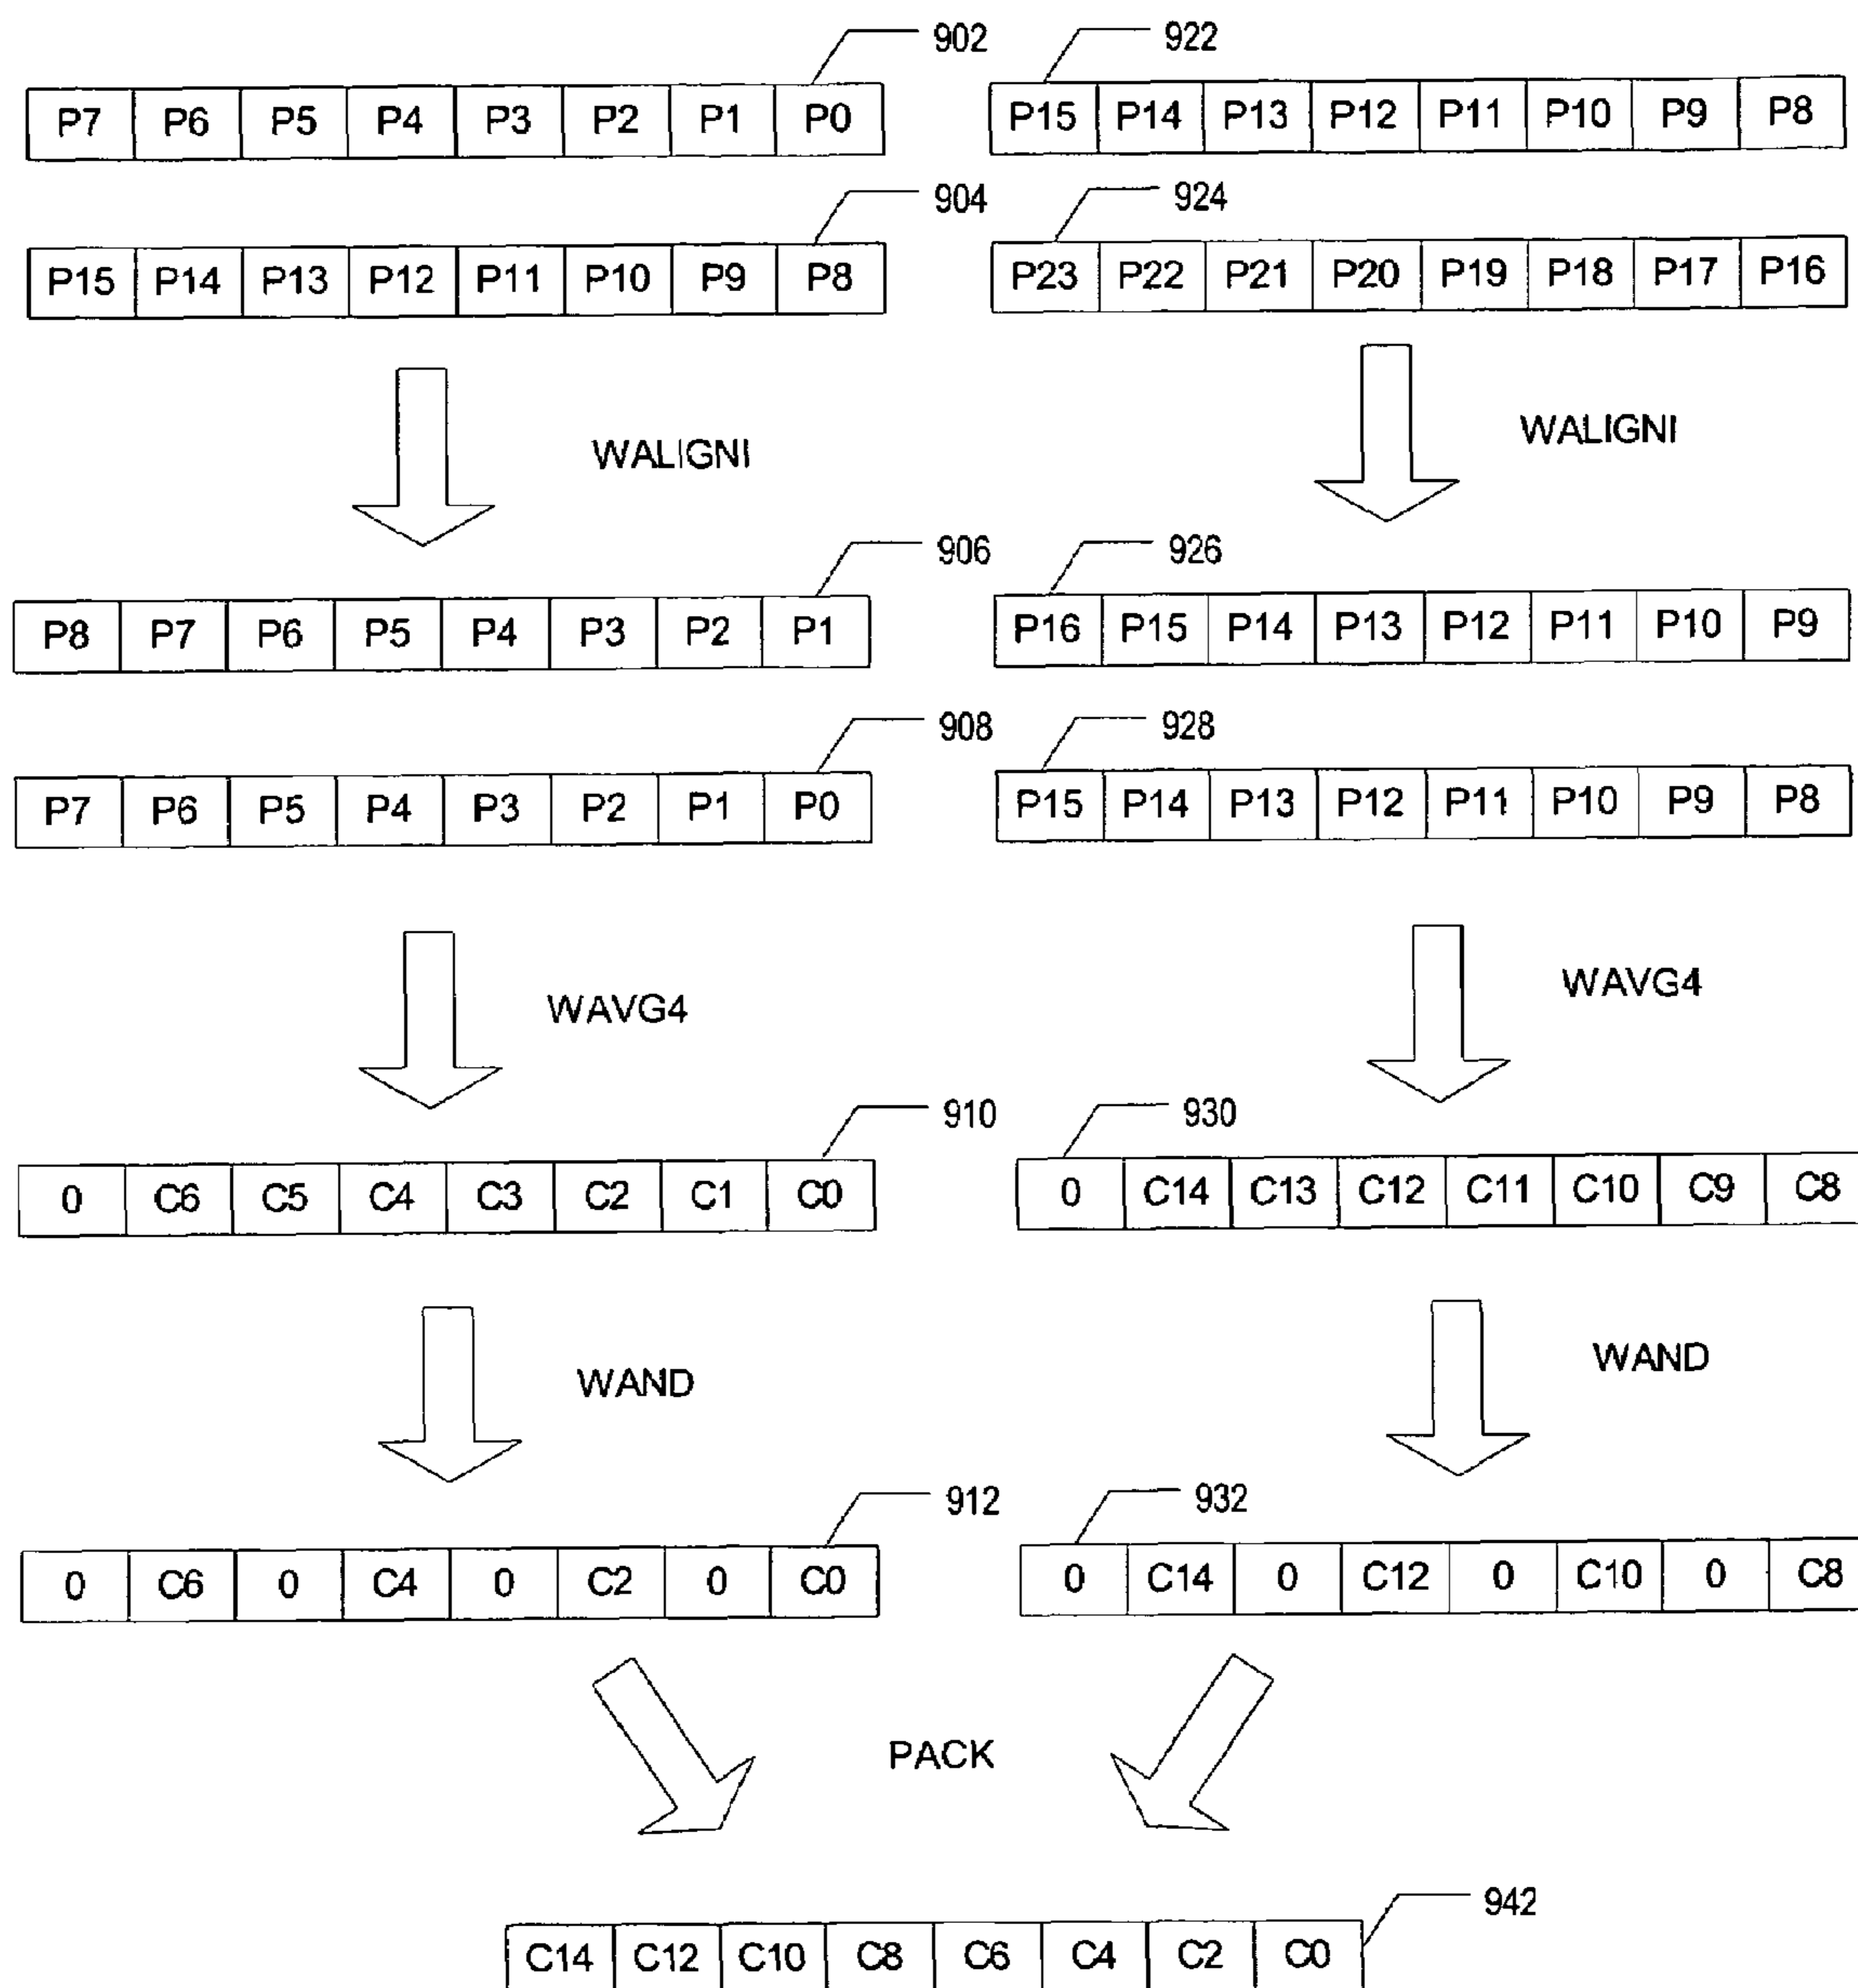 902 922
P7 P6 P5 P4 P3 P2 P1 P0 P15 P14 P13 P12 P11 P10 P9 P8
904 924
P15 P14 P13 P12 P11 P10 P9 P8 P23 P22 P21 P20 P19 P18 P17 P16
WALIGNI WALIGNI
906 926
P8 P7 P6 P5 P4 P3 P2 P1 P16 P15 P14 P13 P12 P11 P10 P9
908 928
P7 P6 P5 P4 P3 P2 P1 P0 P15 P14 P13 P12 P11 P10 P9 P8
WAVG4 WAVG4
910 930
0 C6 C5 C4 C3 C2 C1 C0 0 C14 C13 C12 C11 C10 C9 C8
WAND WAND
912 932
0 C6 0 C4 0 C2 0 C0 0 C14 0 C12 0 C10 0 C8
PACK
942
C14 C12 C10 C8 C6 C4 C2 C0